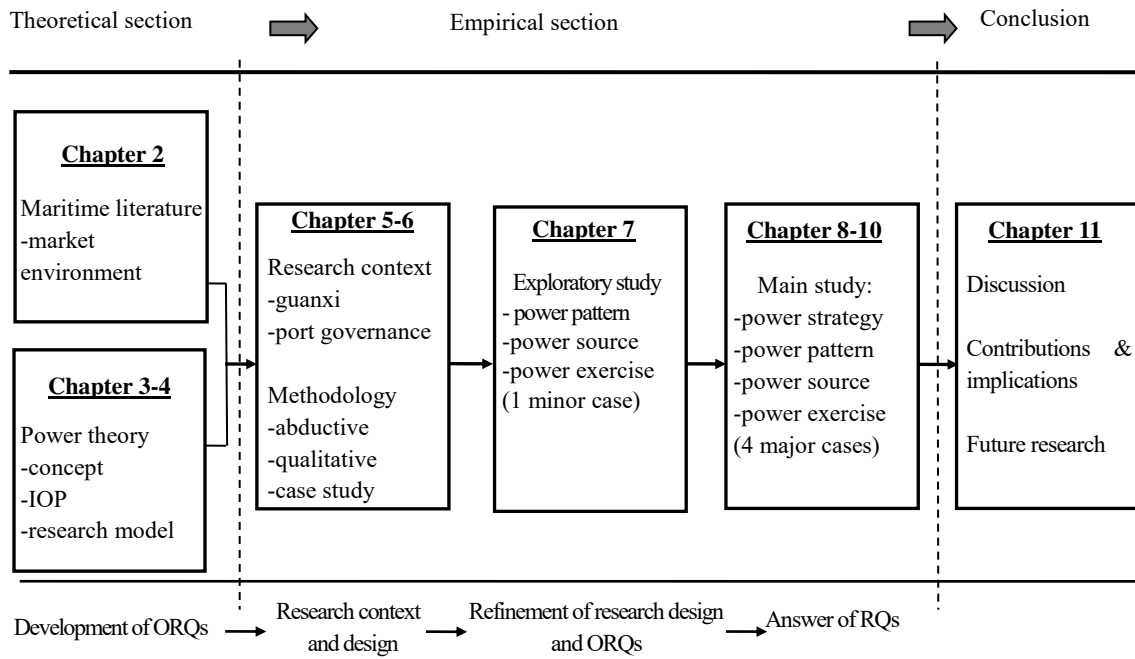 Theoretical section
Empirical section
Conclusion
Chapter 2
Maritime literature
-market
environment
Chapter 3-4
Power theory
-concept
-IOP
-research model
Chapter 5-6
Research context
-guanxi
-port governance
Methodology
-abductive
-qualitative
-case study
Chapter 7
Exploratory study
- power pattern
-power source
-power exercise
(1 minor case)
Chapter 8-10
Main study:
-power strategy
-power pattern
-power source
-power exercise
(4 major cases)
Chapter 11
Discussion
Contributions &
implications
Future research
Development of ORQs
Research context
and design
Refinement of research design
and ORQs
Answer of RQs